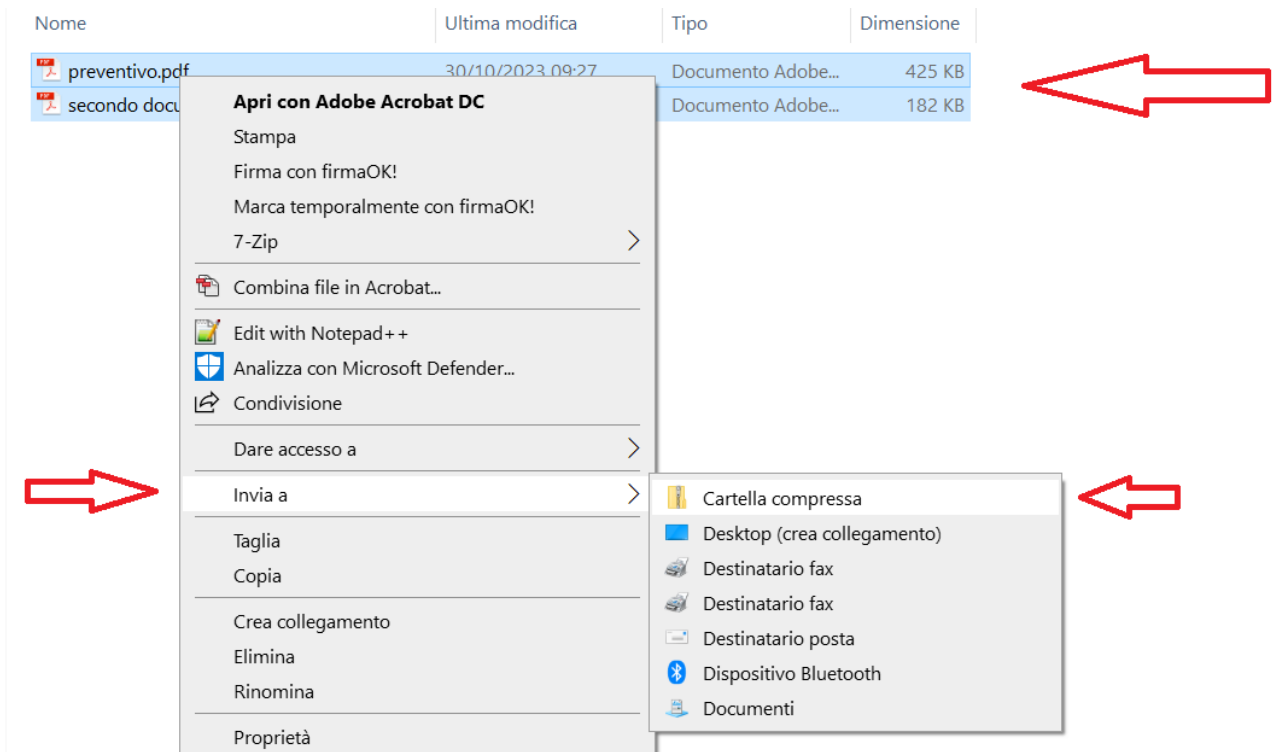 Nome Ultima modifica Tipo Dimensione
preventivo.pdf 30/10/2023 09:27 Documento Adobe... 425 KB
secondo docu Documento Adobe... 182 KB
Apri con Adobe Acrobat DC
Stampa
Firma con firmaOK!
Marca temporalmente con firmaOK!
7-Zip
Combina file in Acrobat...
Edit with Notepad++
Analizza con Microsoft Defender...
Condivisione
Dare accesso a
Invia a
Taglia
Copia
Crea collegamento
Elimina
Rinomina
Proprietà
Cartella compressa
Desktop (crea collegamento)
Destinatario fax
Destinatario fax
Destinatario posta
Dispositivo Bluetooth
Documenti